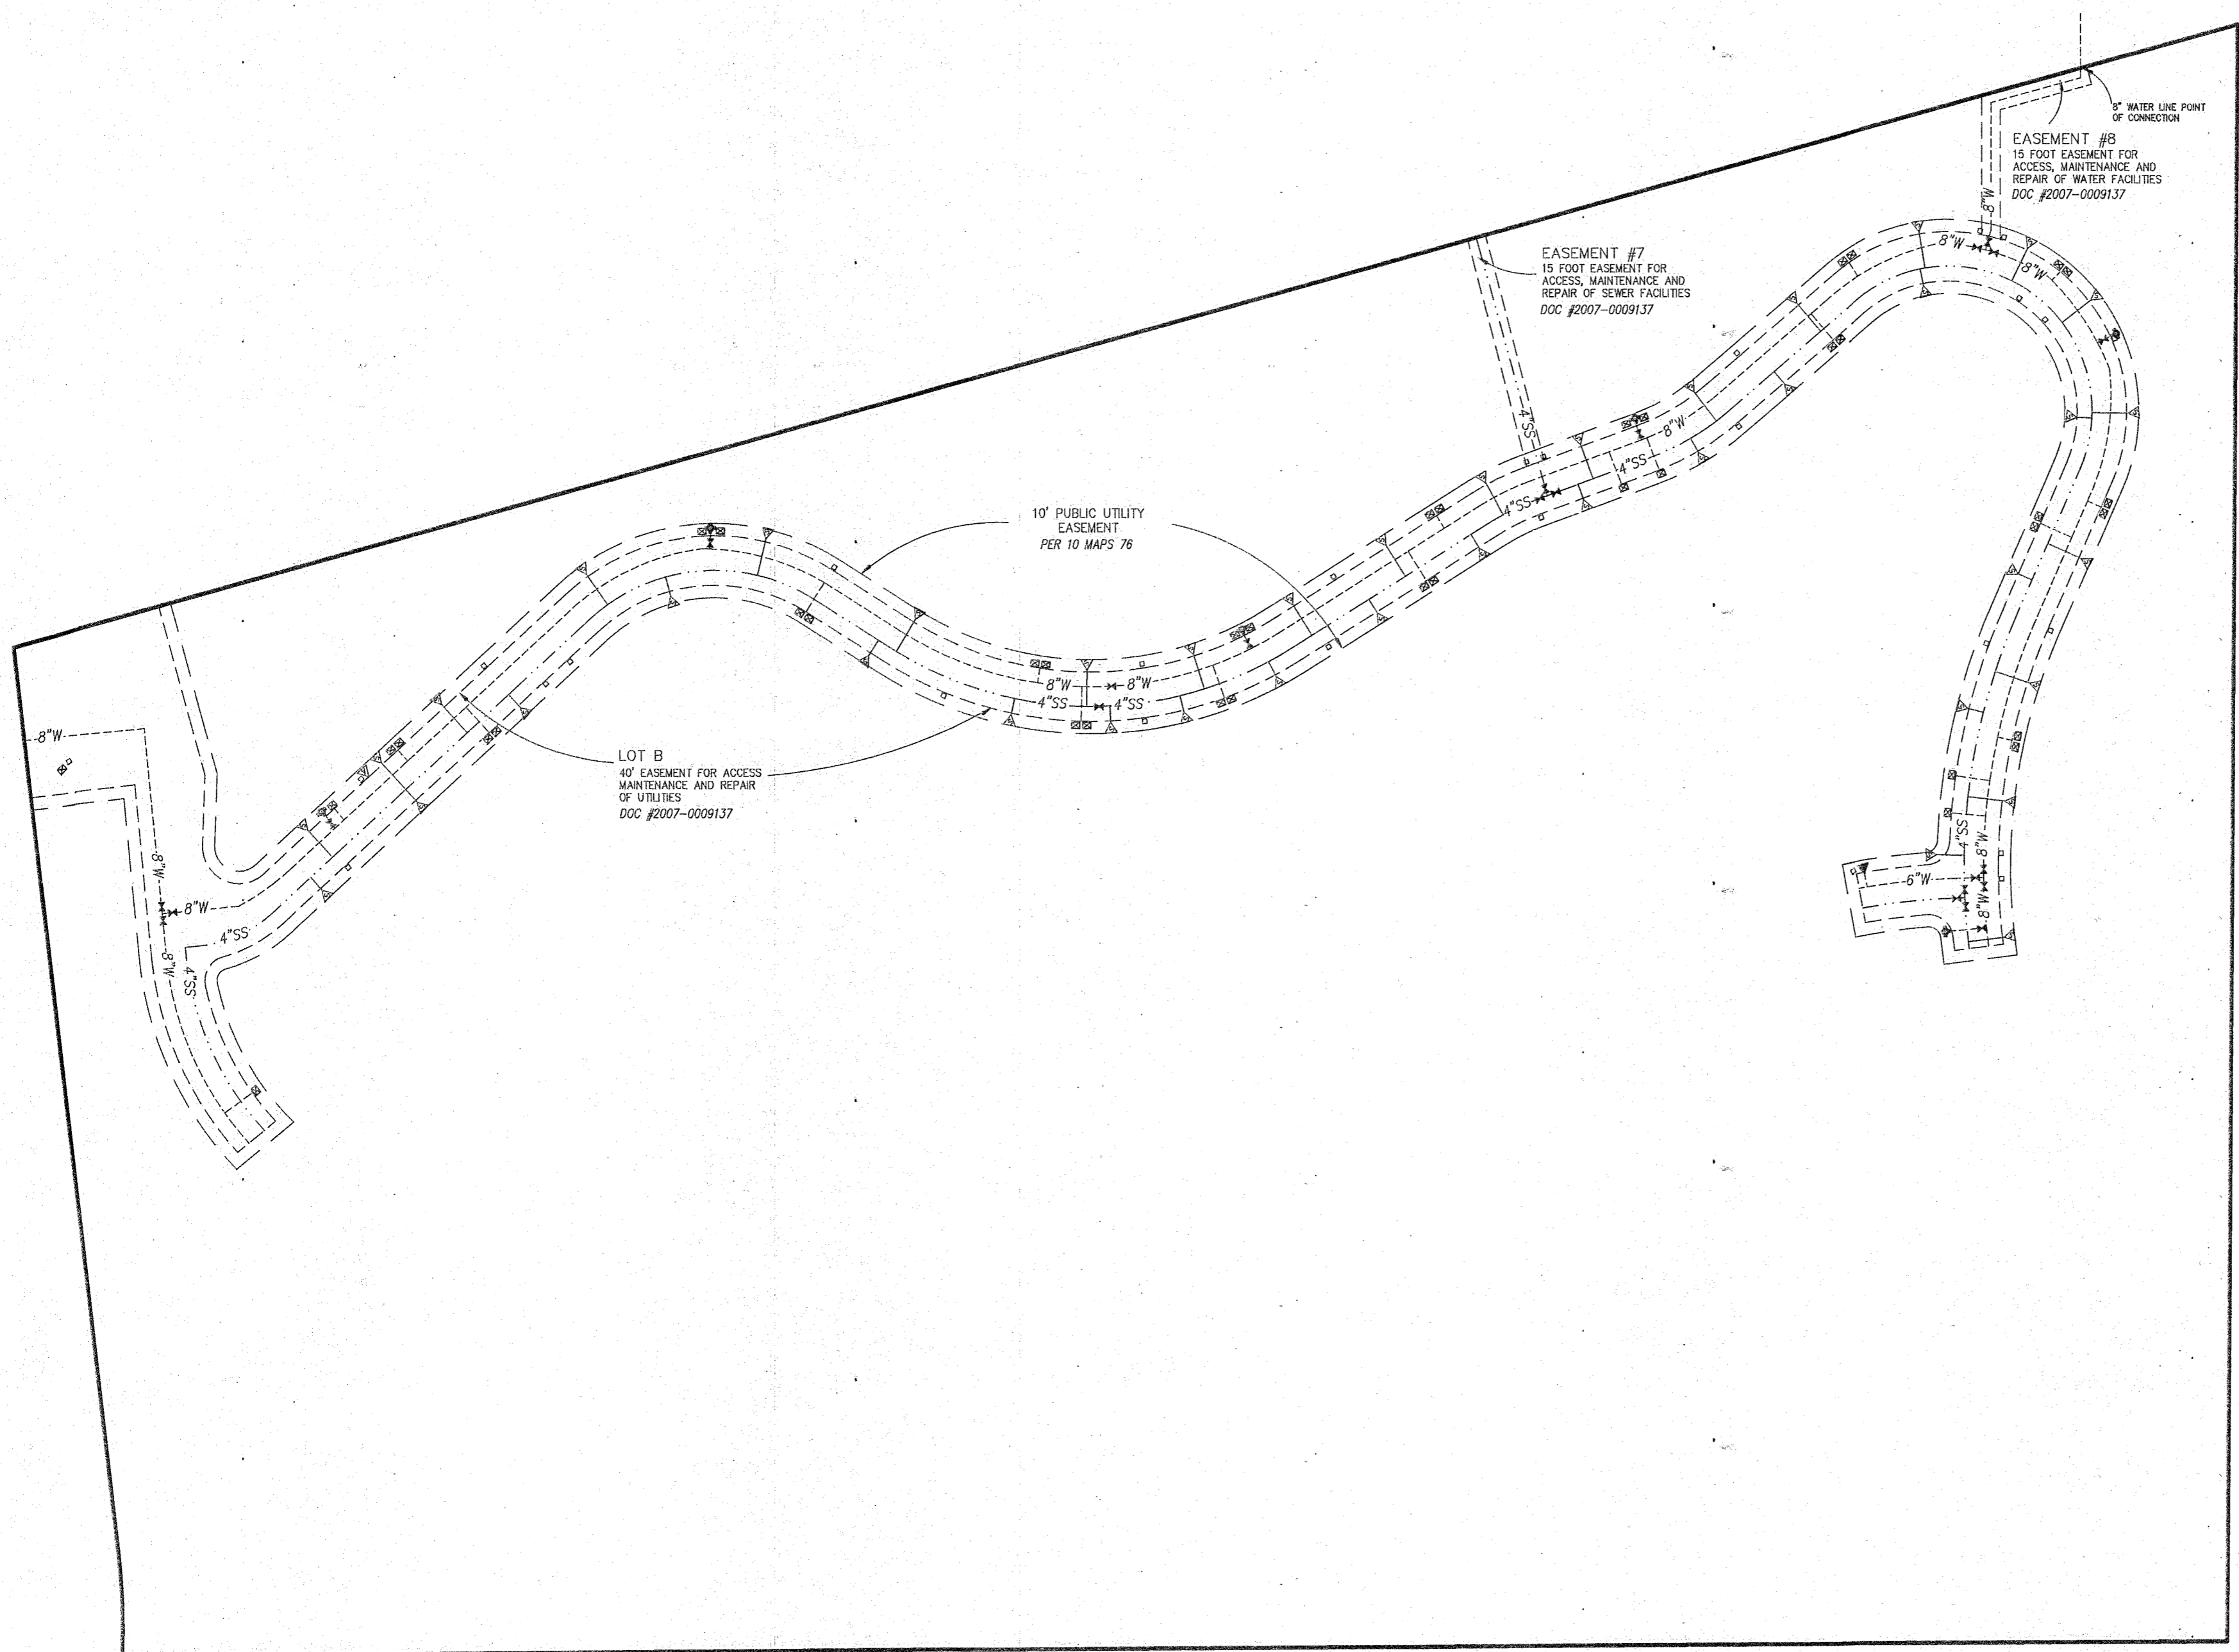 8" WATER LINE POINT
OF CONNECTION
EASEMENT #8
15 FOOT EASEMENT FOR
ACCESS, MAINTENANCE AND
REPAIR OF WATER FACILITIES
DOC #2007-0009137
8"W
8"W
8"W
EASEMENT #7
15 FOOT EASEMENT FOR
ACCESS, MAINTENANCE AND
REPAIR OF SEWER FACILITIES
DOC #2007-0009137
4"SS
8"W
4"SS
4"SS
10' PUBLIC UTILITY
EASEMENT
PER 10 MAPS 76
8"W
8"W
4"SS
4"SS
LOT B
40' EASEMENT FOR ACCESS
MAINTENANCE AND REPAIR
OF UTILITIES
DOC #2007-0009137
8"W
8"W
8"W
4"SS
8"W
4"SS
4"SS
8"W
6"W
8"W